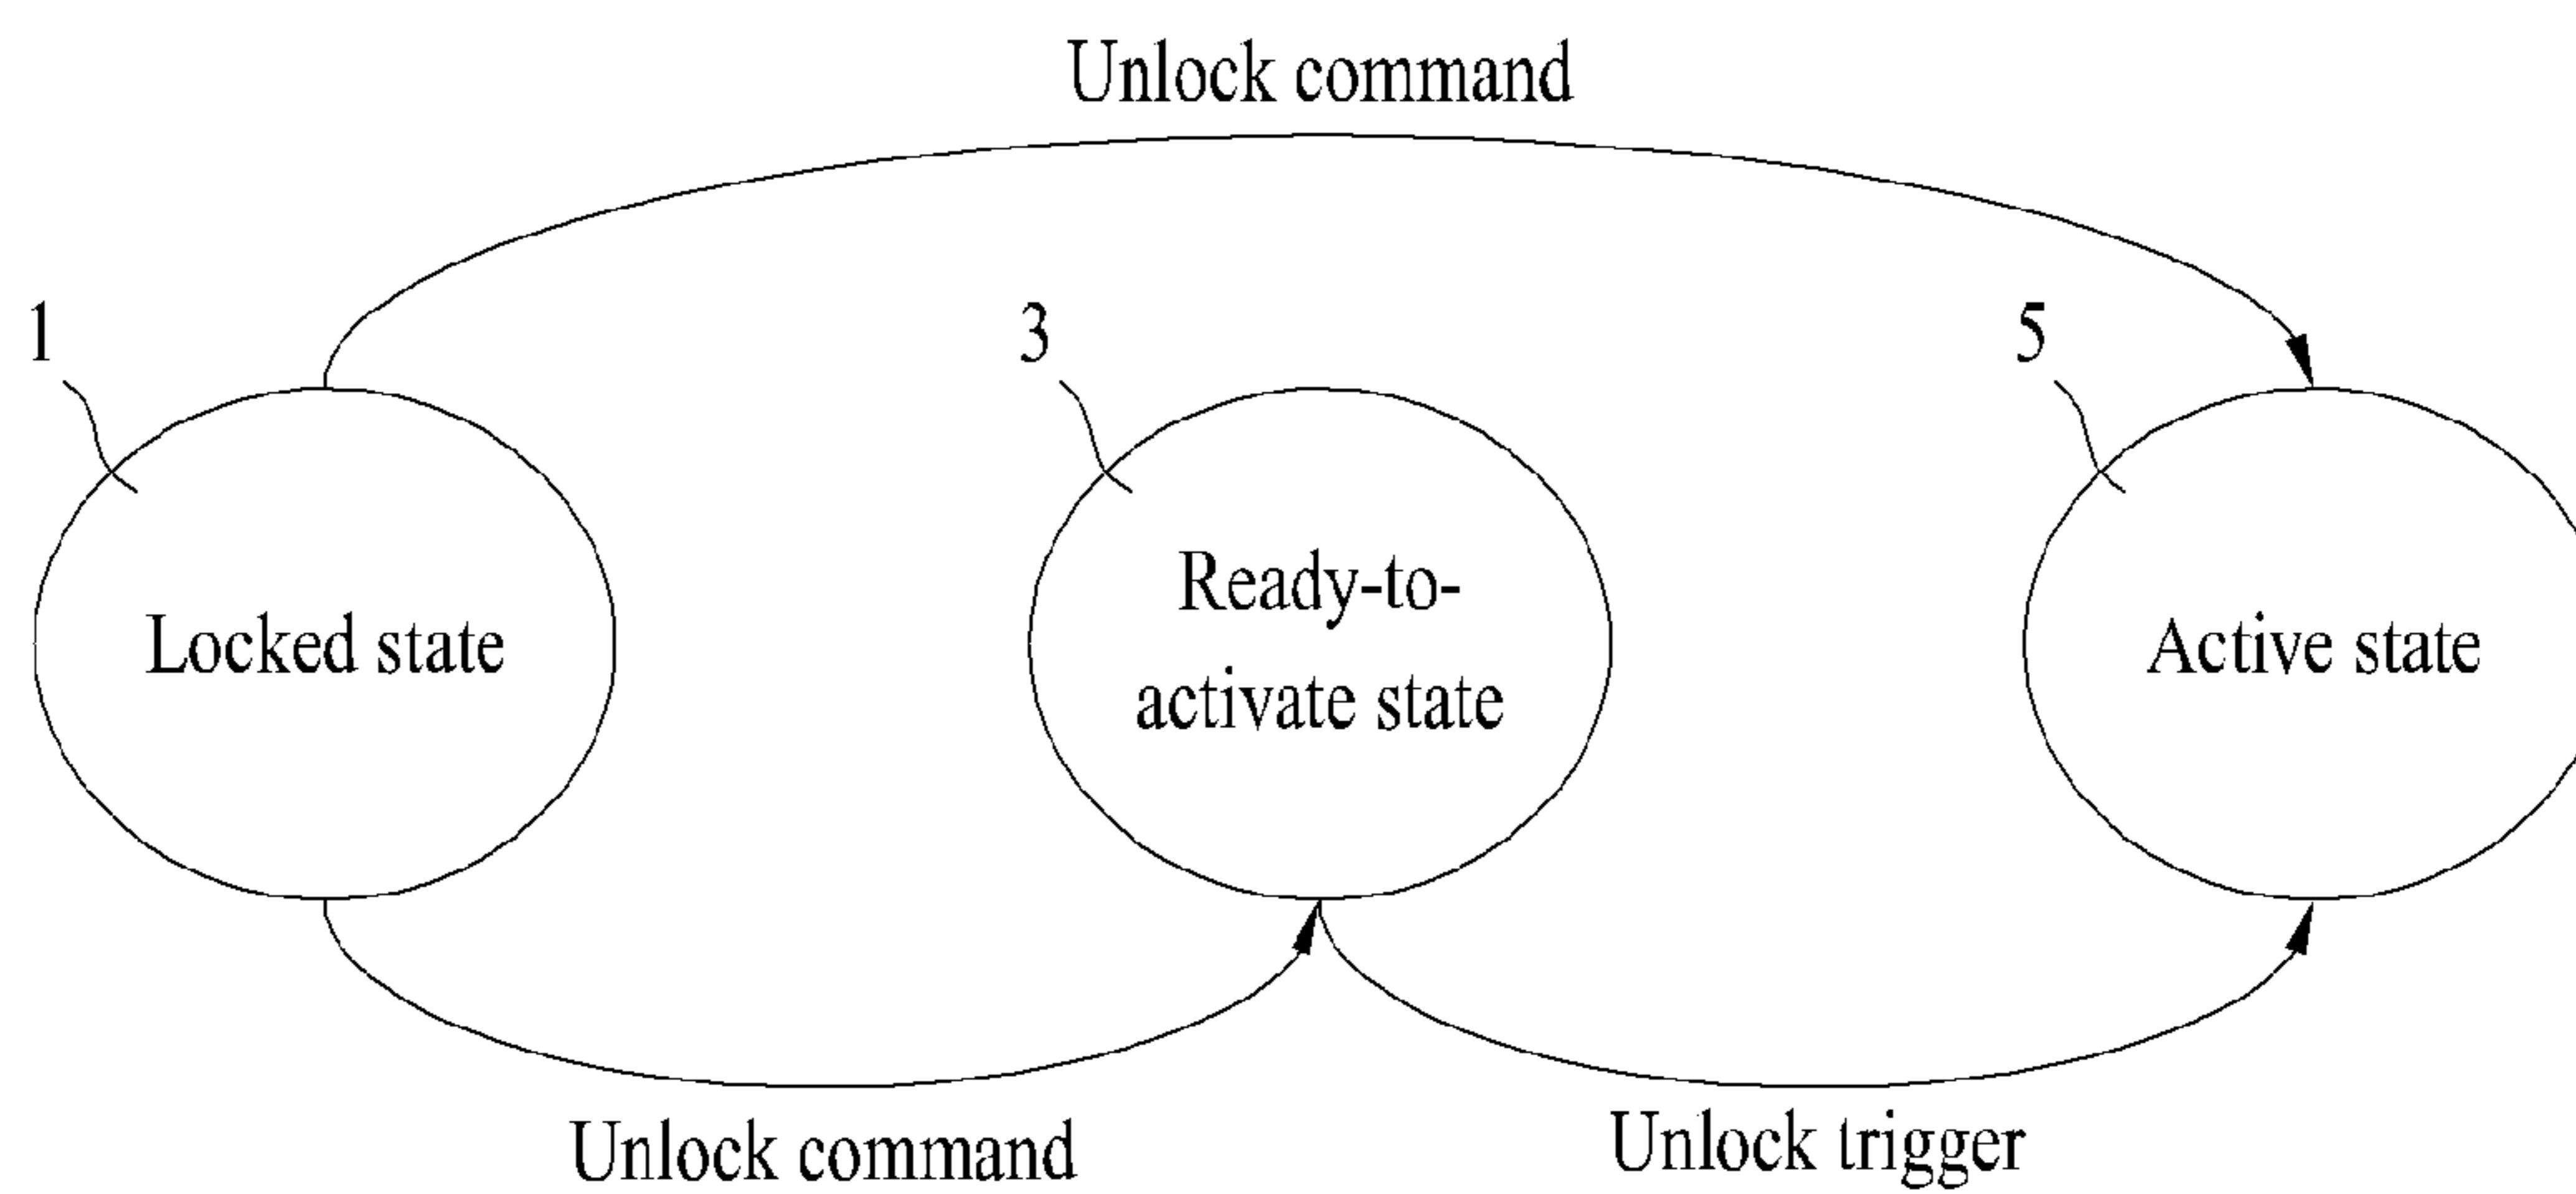 Unlock command
1
3
5
Locked state
Ready-to-
activate state
Active state
Unlock command
Unlock trigger